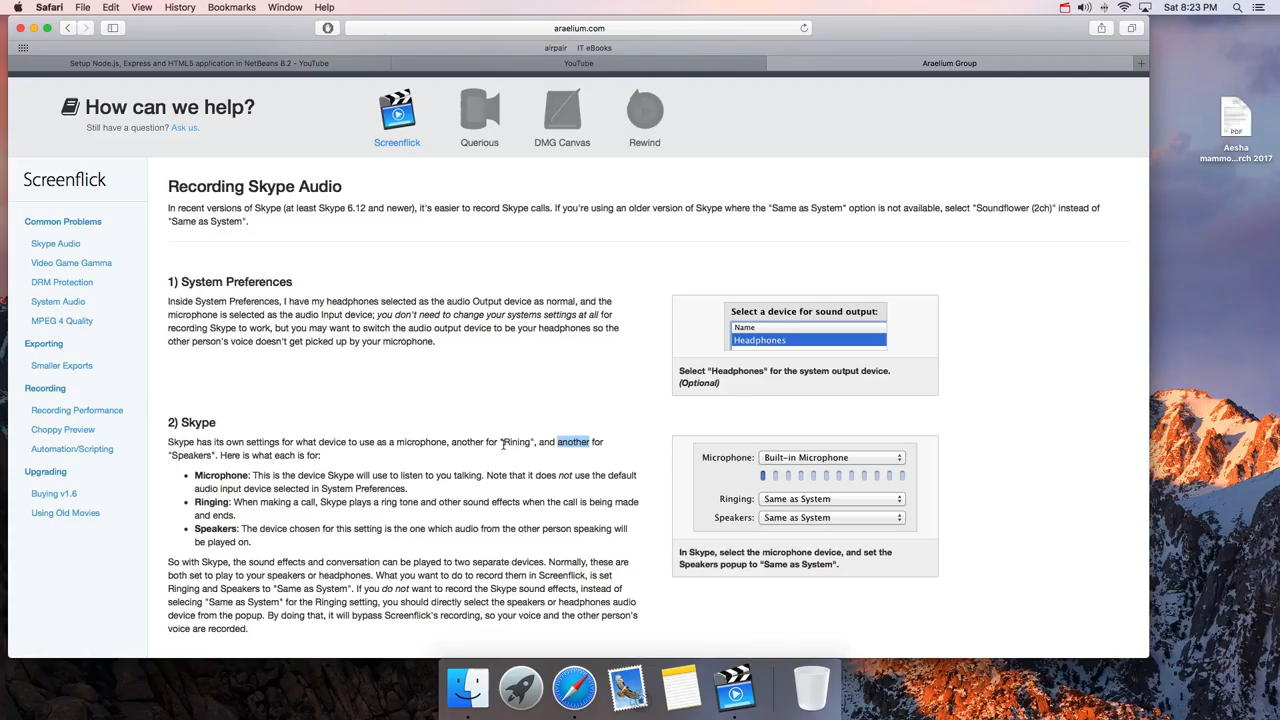 Safari File Edit View History Bookmarks Window Help
Sat 8:23 PM
araelium.com
airpair IT eBooks
Setup Node.js, Express and HTML5 application in NetBeans 8.2 - YouTube
YouTube
Araelium Group
How can we help?
Still have a question? Ask us.
Screenflick
Querious
DMG Canvas
Rewind
PDF
Aesha
mammo...rch 2017
Screenflick
Common Problems
Skype Audio
Video Game Gamma
DRM Protection
System Audio
MPEG 4 Quality
Exporting
Smaller Exports
Recording
Recording Performance
Choppy Preview
Automation/Scripting
Upgrading
Buying v1.6
Using Old Movies
Recording Skype Audio
In recent versions of Skype (at least Skype 6.12 and newer), it's easier to record Skype calls. If you're using an older version of Skype where the "Same as System" option is not available, select "Soundflower (2ch)" instead of
"Same as System".
1) System Preferences
Inside System Preferences, I have my headphones selected as the audio Output device as normal, and the
microphone is selected as the audio Input device; you don't need to change your systems settings at all for
recording Skype to work, but you may want to switch the audio output device to be your headphones so the
other person's voice doesn't get picked up by your microphone.
Select a device for sound output:
Name
Headphones
Select "Headphones" for the system output device.
(Optional)
2) Skype
Skype has its own settings for what device to use as a microphone, another for "Rining", and another for
"Speakers". Here is what each is for:
• Microphone: This is the device Skype will use to listen to you talking. Note that it does not use the default
audio input device selected in System Preferences.
• Ringing: When making a call, Skype plays a ring tone and other sound effects when the call is being made
and ends.
• Speakers: The device chosen for this setting is the one which audio from the other person speaking will
be played on.
So with Skype, the sound effects and conversation can be played to two separate devices. Normally, these are
both set to play to your speakers or headphones. What you want to do to record them in Screenflick, is set
Ringing and Speakers to "Same as System". If you do not want to record the Skype sound effects, instead of
selecing "Same as System" for the Ringing setting, you should directly select the speakers or headphones audio
device from the popup. By doing that, it will bypass Screenflick's recording, so your voice and the other person's
voice are recorded.
Microphone: Built-in Microphone
Ringing: Same as System
Speakers: Same as System
In Skype, select the microphone device, and set the
Speakers popup to "Same as System".